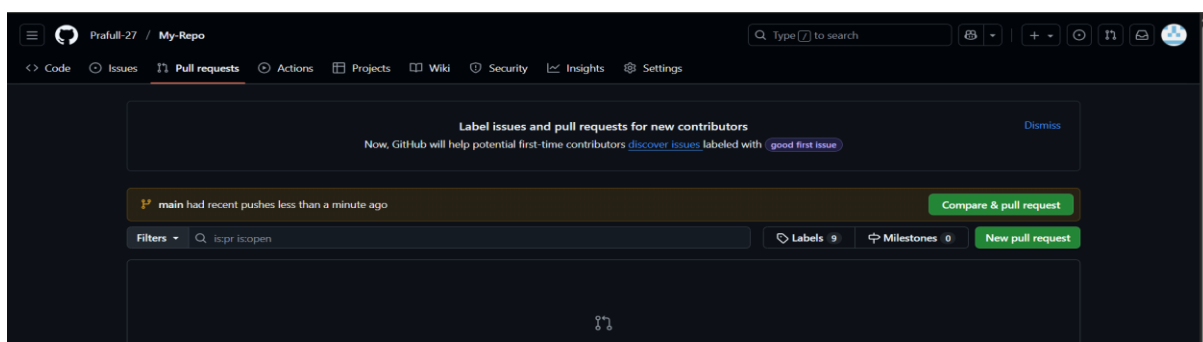 Prafull-27 / My-Repo
Type / to search
<> Code Issues Pull requests Actions Projects Wiki Security Insights Settings
Label issues and pull requests for new contributors
Dismiss
Now, GitHub will help potential first-time contributors discover issues labeled with good first issue
main had recent pushes less than a minute ago
Compare & pull request
Filters is:pr is:open
Labels 9 Milestones 0 New pull request